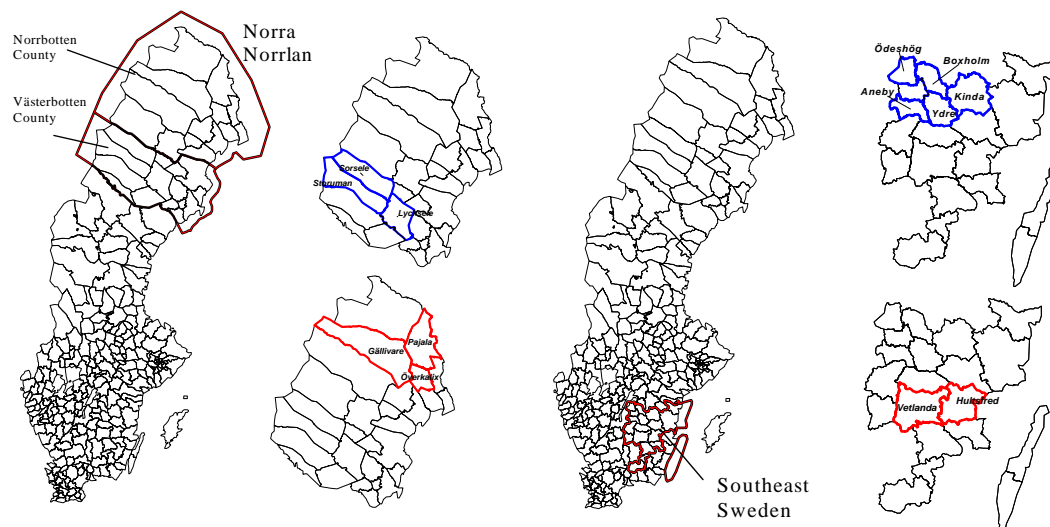 Norra
Norrlan
Norrbotten
County
Västerbotten
County
Sorsele
Storuman
Lycksele
Gällivare
Pajala
Överkalix
Southeast
Sweden
Ödeshög
Boxholm
Aneby
Kinda
Ydre
Vetlanda
Hultsfred